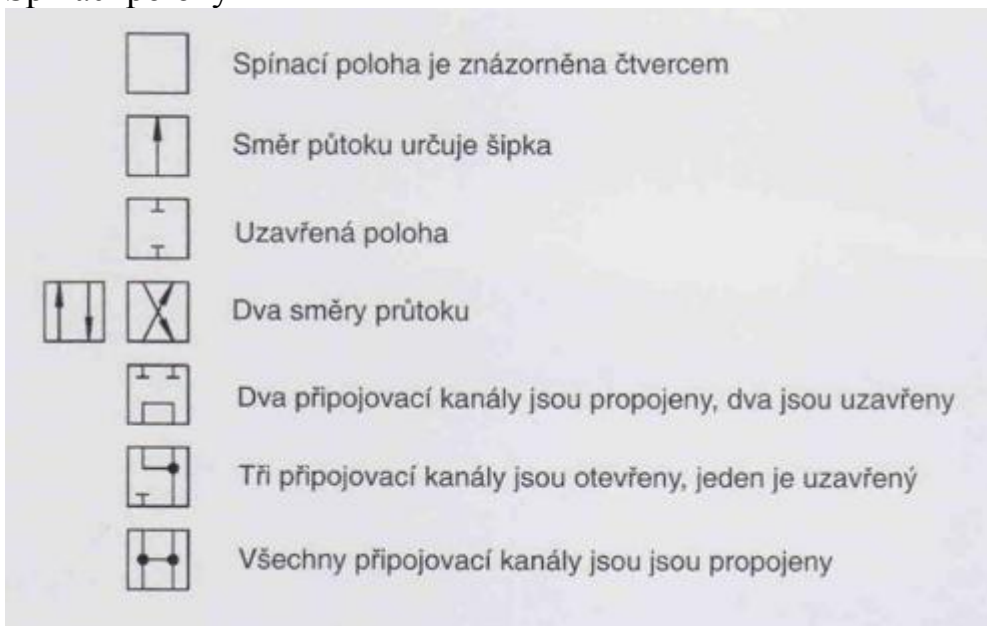 Spínací poloha je znázorněna čtvercem
Směr půtoku určuje šipka
Uzavřená poloha
Dva směry průtoku
Dva připojovací kanály jsou propojeny, dva jsou uzavřeny
Tři připojovací kanály jsou otevřeny, jeden je uzavřený
Všechny připojovací kanály jsou jsou propojeny